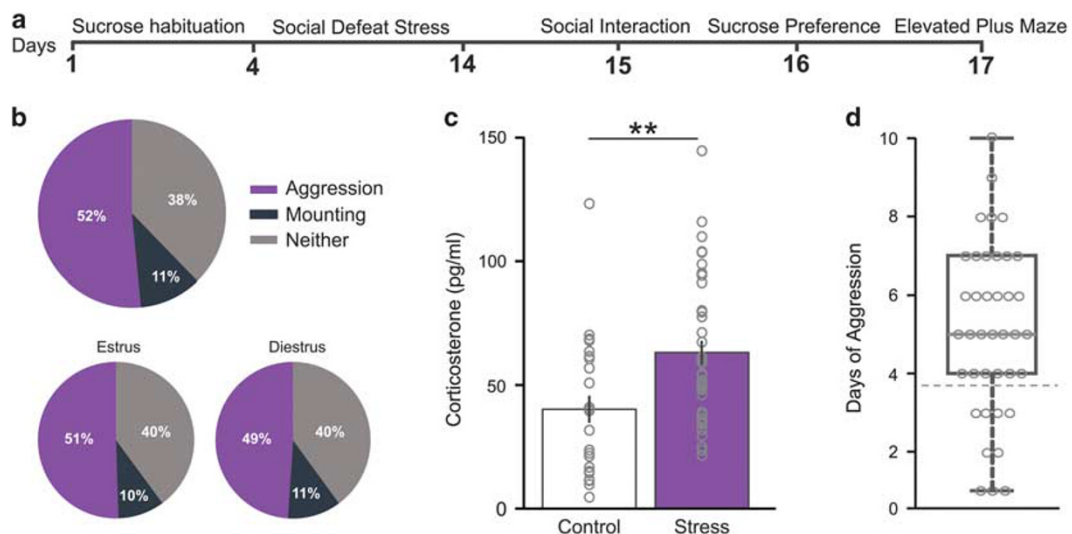 a
Sucrose habituation Social Defeat Stress Social Interaction Sucrose Preference Elevated Plus Maze
Days
1 4 14 15 16 17
b
52%
38%
11%
Aggression
Mounting
Neither
Estrus
51%
40%
10%
Diestrus
49%
40%
11%
c
**
Corticosterone (pg/ml)
150
100
50
0
Control Stress
d
Days of Aggression
10
8
6
4
2
0